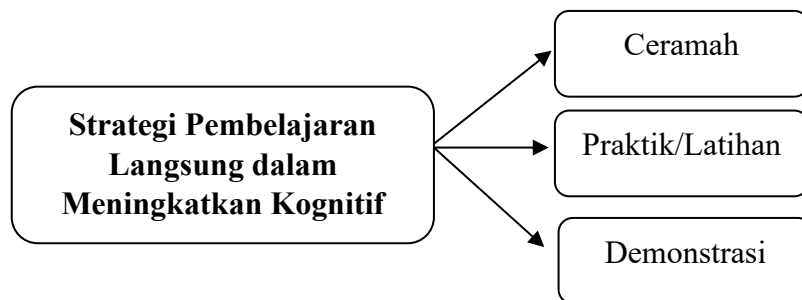 Strategi Pembelajaran
Langsung dalam
Meningkatkan Kognitif
Ceramah
Praktik/Latihan
Demonstrasi